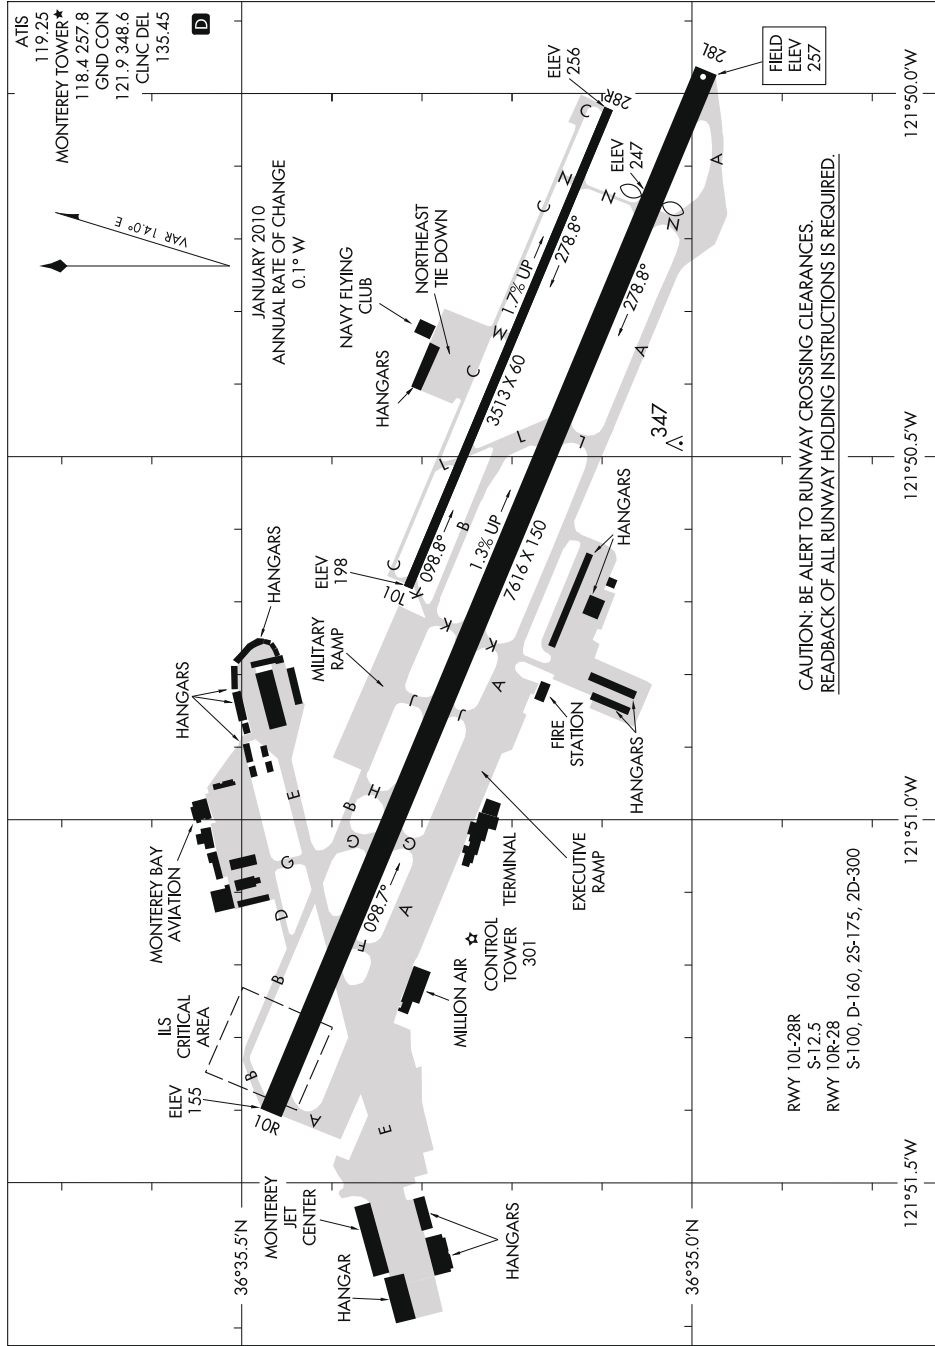 ATIS
119.25
MONTEREY TOWER★
118.4 257.8
GND CON
121.9 348.6
CLNC DEL
135.45
D
VAR 14.0° E
JANUARY 2010
ANNUAL RATE OF CHANGE
0.1° W
ELEV
256
28R
28L
FIELD
ELEV
257
ELEV
247
121°50.0'W
NAVY FLYING
CLUB
NORTHEAST
TIE DOWN
HANGARS
C
C
Z
C
M
1.7% UP
278.8°
3513 X 60
Z
Z
A
278.8°
A
347
L
L
L
121°50.5'W
HANGARS
HANGARS
ELEV
198
10L
C
K
098.8°
B
1.3% UP
7616 X 150
HANGARS
MILITARY
RAMP
K
K
J
J
A
FIRE
STATION
HANGARS
MONTEREY BAY
AVIATION
E
H
B
G
G
G
D
098.7°
A
F
TERMINAL
EXECUTIVE
RAMP
121°51.0'W
CONTROL
TOWER
301
MILLION AIR
ILS
CRITICAL
AREA
B
B
ELEV
155
10R
A
E
MONTEREY
JET
CENTER
HANGAR
HANGARS
36°35.5'N
36°35.0'N
121°51.5'W
CAUTION: BE ALERT TO RUNWAY CROSSING CLEARANCES.
READBACK OF ALL RUNWAY HOLDING INSTRUCTIONS IS REQUIRED.
RWY 10L-28R
S-12.5
RWY 10R-28
S-100, D-160, 2S-175, 2D-300